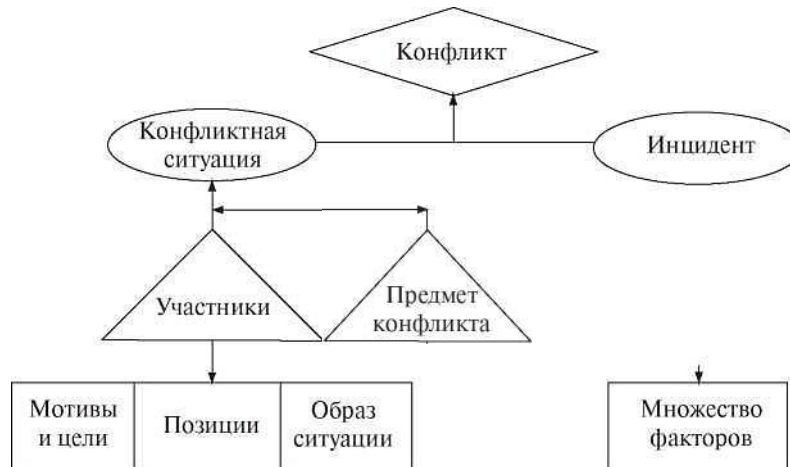 Конфликт
Конфликтная
ситуация
Инцидент
Участники
Предмет
конфликта
Мотивы
и цели
Позиции
Образ
ситуации
Множество
факторов